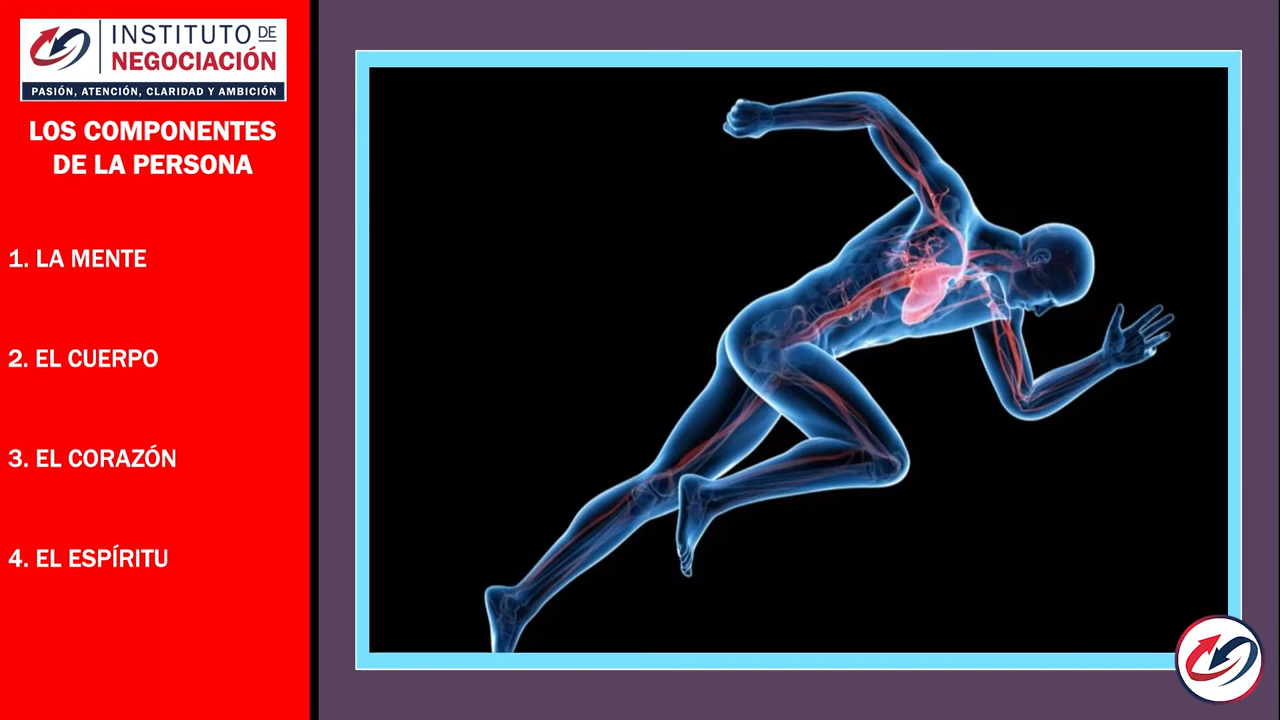 INSTITUTO DE
NEGOCIACIÓN
PASIÓN, ATENCIÓN, CLARIDAD Y AMBICIÓN
LOS COMPONENTES
DE LA PERSONA
1. LA MENTE
2. EL CUERPO
3. EL CORAZÓN
4. EL ESPÍRITU